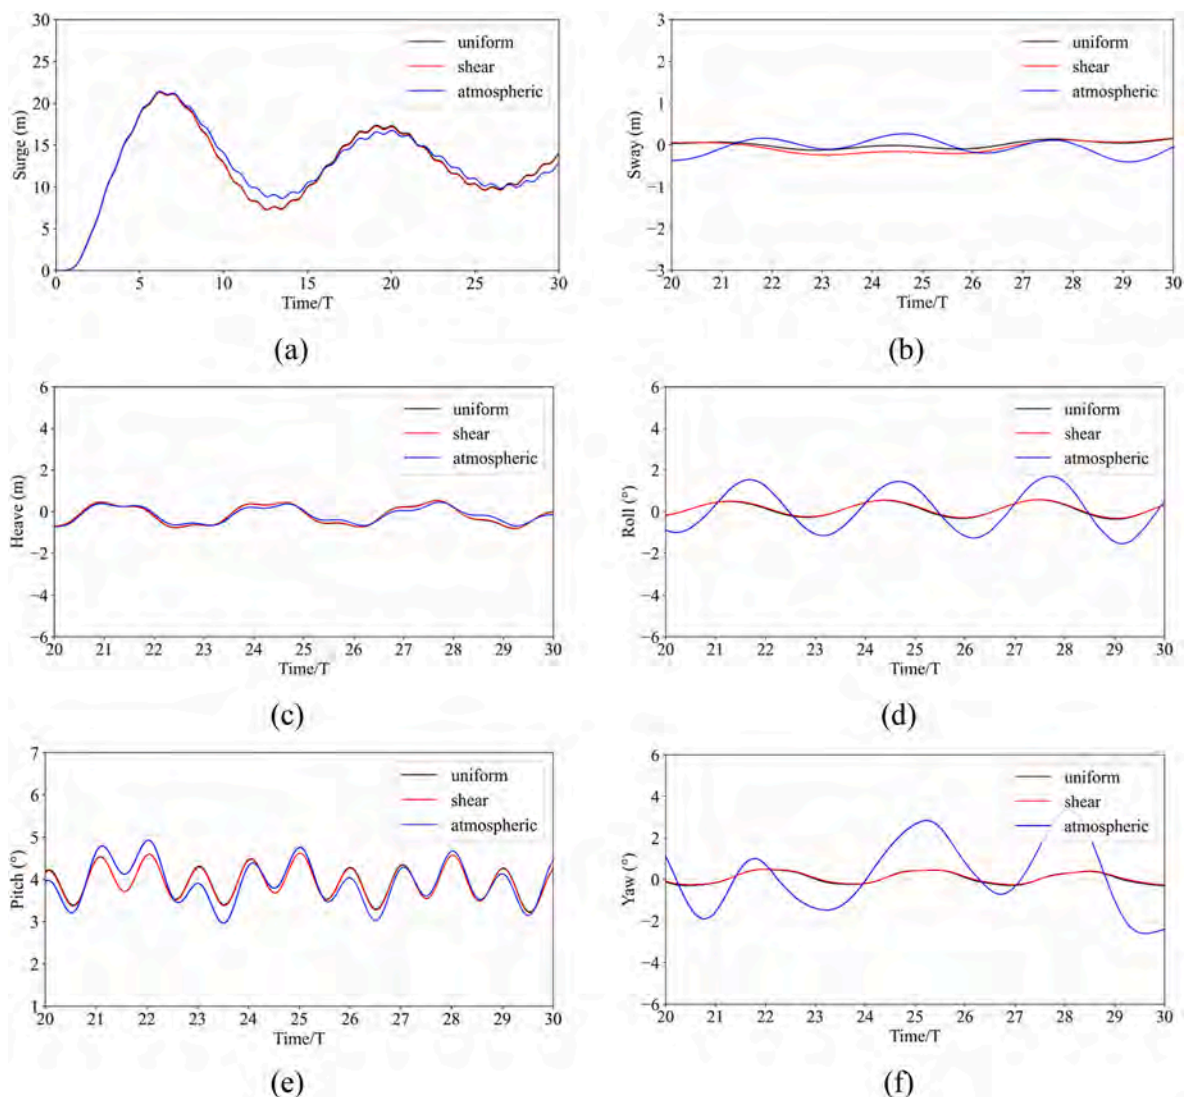 30
25
20
15
10
5
0
Surge (m)
uniform
shear
atmospheric
0 5 10 15 20 25 30
Time/T
(a)
3
2
1
0
−1
−2
−3
Sway (m)
uniform
shear
atmospheric
20 21 22 23 24 25 26 27 28 29 30
Time/T
(b)
6
4
2
0
−2
−4
−6
Heave (m)
uniform
shear
atmospheric
20 21 22 23 24 25 26 27 28 29 30
Time/T
(c)
6
4
2
0
−2
−4
−6
Roll (°)
uniform
shear
atmospheric
20 21 22 23 24 25 26 27 28 29 30
Time/T
(d)
7
6
5
4
3
2
1
Pitch (°)
uniform
shear
atmospheric
20 21 22 23 24 25 26 27 28 29 30
Time/T
(e)
6
4
2
0
−2
−4
−6
Yaw (°)
uniform
shear
atmospheric
20 21 22 23 24 25 26 27 28 29 30
Time/T
(f)